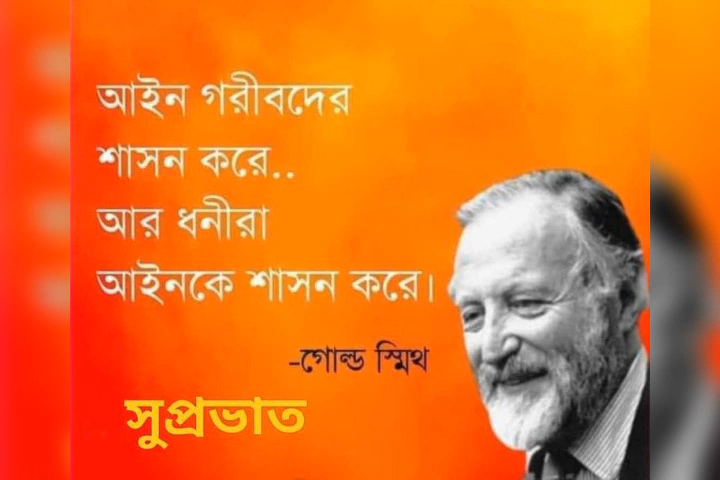 আইন গরীবদের
শাসন করে..
আর ধনীরা
আইনকে শাসন করে।
-গোল্ড স্মিথ
সুপ্রভাত